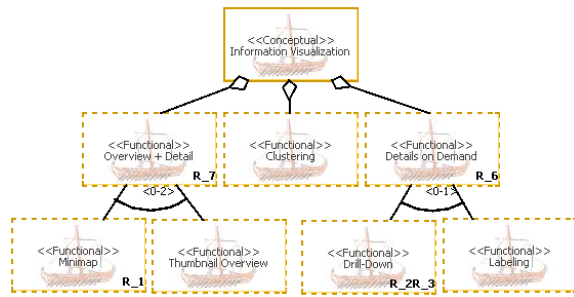 <<Conceptual>>
Information Visualization
<<Functional>>
Overview + Detail
R_7
<<Functional>>
Clustering
<<Functional>>
Details on Demand
R_6
<0-2>
<0-1>
<<Functional>>
Minimap
R_1
<<Functional>>
Thumbnail Overview
<<Functional>>
Drill-Down
R_2R_3
<<Functional>>
Labeling